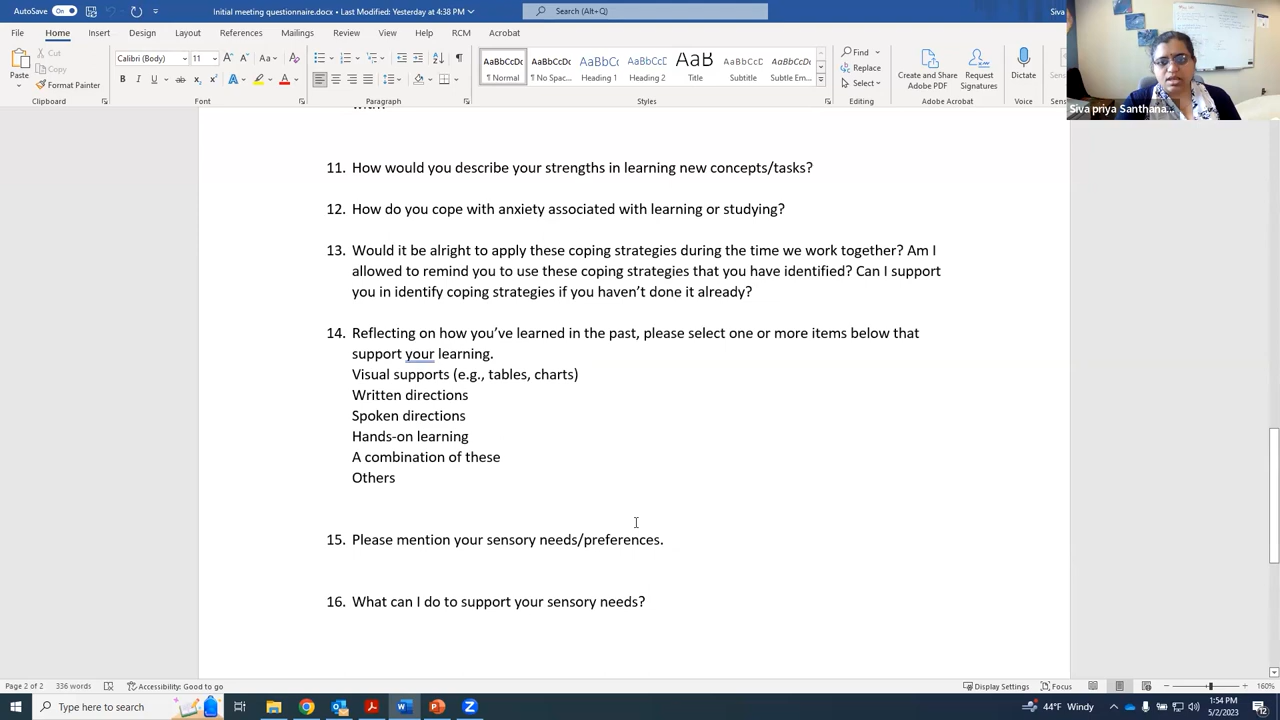 AutoSave On
Initial meeting questionnaire.docx • Last Modified: Yesterday at 4:38 PM
Search (Alt+Q)
Siva
File Home Insert Draw Design Layout References Mailings Review View Help RCM Acrobat
Paste
Cut
Copy
Format Painter
Clipboard
Calibri (Body) 11
Font
Paragraph
AaBbCcDc AaBbCcDc AaBbC AaBbCc AaB AaBbCcD AaBbCcDc
¶ Normal ¶ No Spac... Heading 1 Heading 2 Title Subtitle Subtle Em...
Styles
Find
Replace
Select
Editing
Create and Share Adobe PDF
Request Signatures
Adobe Acrobat
Dictate
Voice
Siva priya Santhana...
11. How would you describe your strengths in learning new concepts/tasks?
12. How do you cope with anxiety associated with learning or studying?
13. Would it be alright to apply these coping strategies during the time we work together? Am I
allowed to remind you to use these coping strategies that you have identified? Can I support
you in identify coping strategies if you haven't done it already?
14. Reflecting on how you've learned in the past, please select one or more items below that
support your learning.
Visual supports (e.g., tables, charts)
Written directions
Spoken directions
Hands-on learning
A combination of these
Others
15. Please mention your sensory needs/preferences.
16. What can I do to support your sensory needs?
Page 2 of 2 336 words Accessibility: Good to go
Display Settings Focus 160%
Type here to search
44°F Windy
1:54 PM
5/2/2023